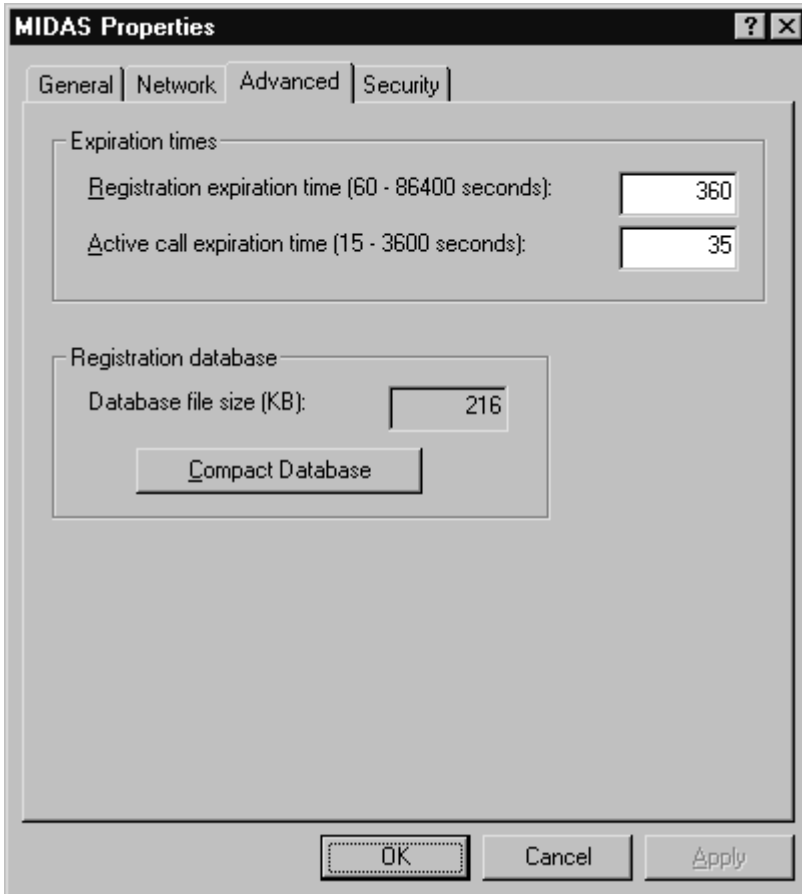 MIDAS Properties
General Network Advanced Security
Expiration times
Registration expiration time (60 - 86400 seconds): 360
Active call expiration time (15 - 3600 seconds): 35
Registration database
Database file size (KB): 216
Compact Database
OK Cancel Apply